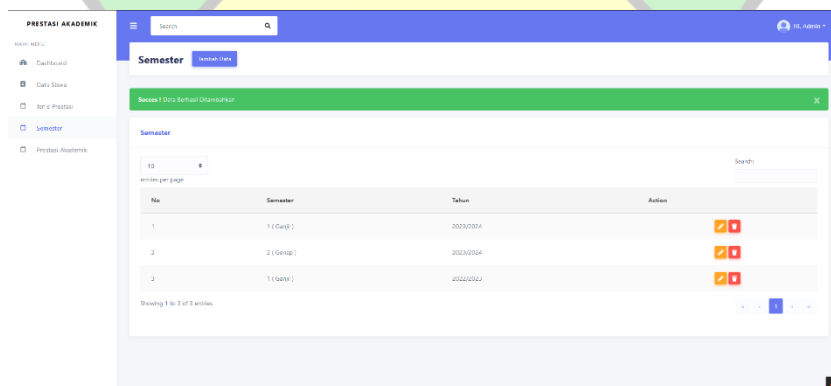 PRESTASI AKADEMIK
Search
Hi, Admin
MAIN MENU
Dashboard
Data Siswa
Jenis Prestasi
Semester
Prestasi Akademik
Semester
Tambah Data
Succes ! Data Berhasil Ditambahkan
X
Semester
10
entries per page
Search:
No Semester Tahun Action
1 1 ( Ganjil ) 2023/2024
2 2 ( Genap ) 2023/2024
3 1 ( Ganjil ) 2022/2023
Showing 1 to 3 of 3 entries
« ‹ 1 › »